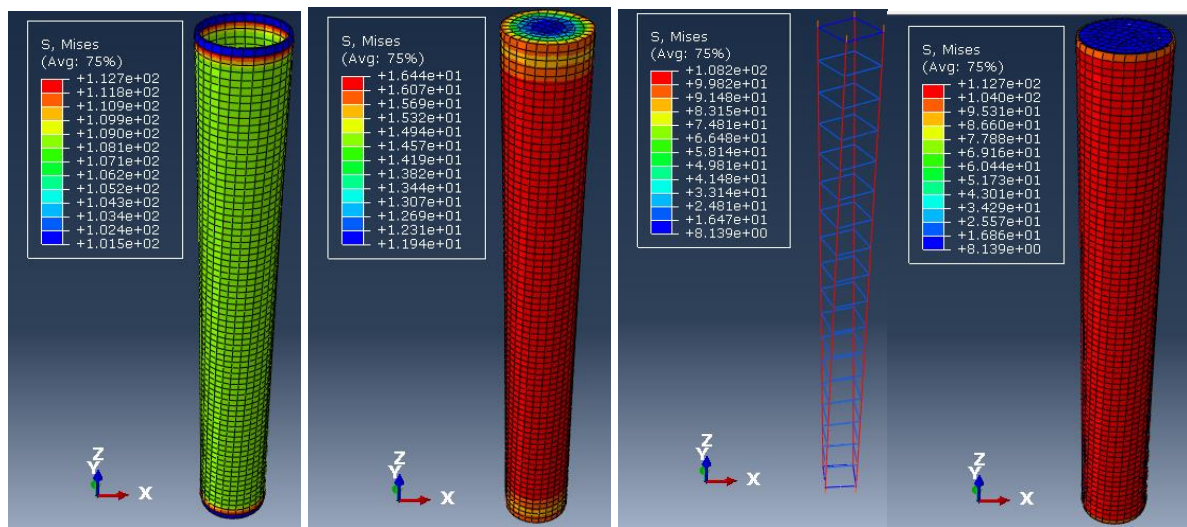 S, Mises
(Avg: 75%)
+1.127e+02
+1.118e+02
+1.109e+02
+1.099e+02
+1.090e+02
+1.081e+02
+1.071e+02
+1.062e+02
+1.052e+02
+1.043e+02
+1.034e+02
+1.024e+02
+1.015e+02
Z
Y
X
S, Mises
(Avg: 75%)
+1.644e+01
+1.607e+01
+1.569e+01
+1.532e+01
+1.494e+01
+1.457e+01
+1.419e+01
+1.382e+01
+1.344e+01
+1.307e+01
+1.269e+01
+1.231e+01
+1.194e+01
Z
Y
X
S, Mises
(Avg: 75%)
+1.082e+02
+9.982e+01
+9.148e+01
+8.315e+01
+7.481e+01
+6.648e+01
+5.814e+01
+4.981e+01
+4.148e+01
+3.314e+01
+2.481e+01
+1.647e+01
+8.139e+00
Z
Y
X
S, Mises
(Avg: 75%)
+1.127e+02
+1.040e+02
+9.531e+01
+8.660e+01
+7.788e+01
+6.916e+01
+6.044e+01
+5.173e+01
+4.301e+01
+3.429e+01
+2.557e+01
+1.686e+01
+8.139e+00
Z
Y
X